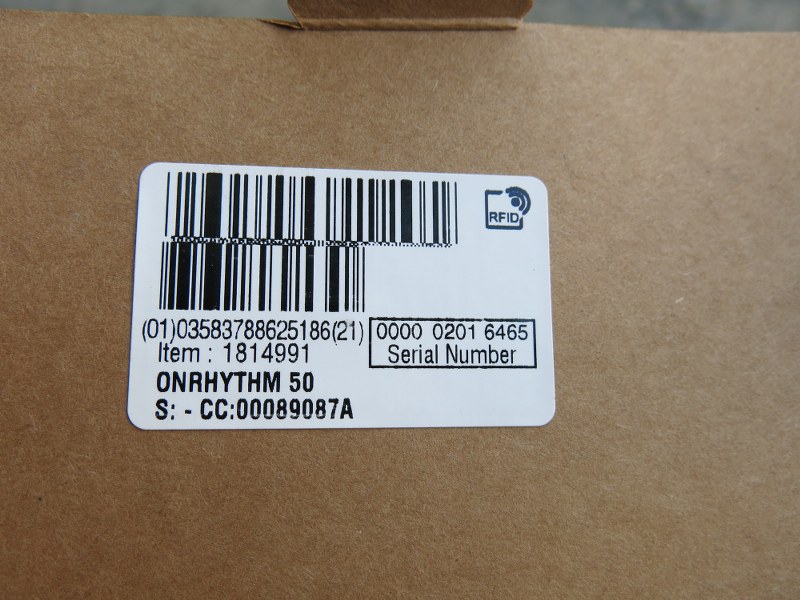 RFID
(01)03583788625186(21) 0000 0201 6465
Item : 1814991 Serial Number
ONRHYTHM 50
S: - CC:00089087A